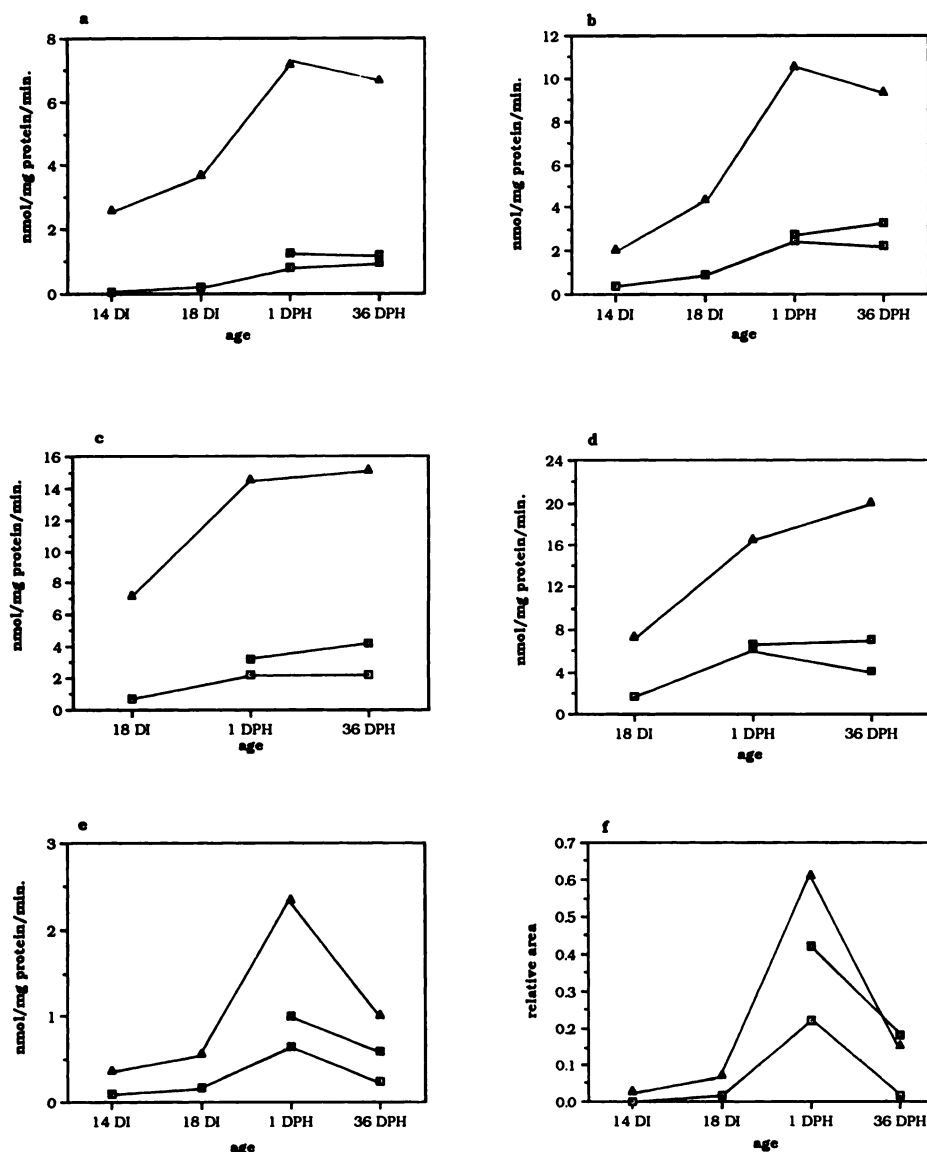 a
nmol/mg protein/min.
8
6
4
2
0
14 DI 18 DI 1 DPH 36 DPH
age
b
nmol/mg protein/min.
12
10
8
6
4
2
0
14 DI 18 DI 1 DPH 36 DPH
age
c
nmol/mg protein/min.
16
14
12
10
8
6
4
2
0
18 DI 1 DPH 36 DPH
age
d
nmol/mg protein/min.
24
20
16
12
8
4
0
18 DI 1 DPH 36 DPH
age
e
nmol/mg protein/min.
3
2
1
0
14 DI 18 DI 1 DPH 36 DPH
age
f
relative area
0.7
0.6
0.5
0.4
0.3
0.2
0.1
0.0
14 DI 18 DI 1 DPH 36 DPH
age